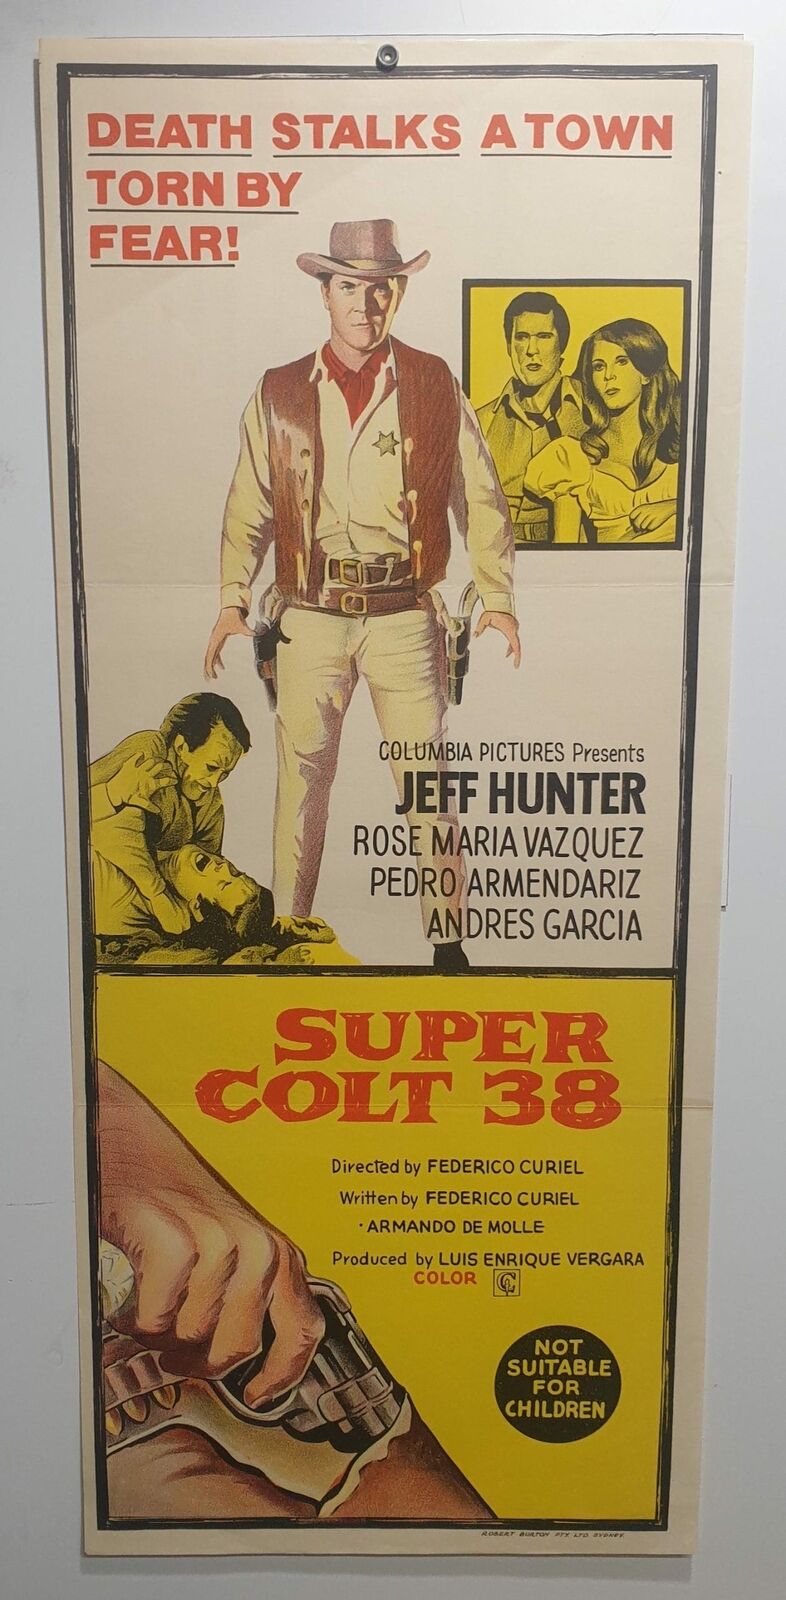 DEATH STALKS A TOWN
TORN BY
FEAR!
COLUMBIA PICTURES Presents
JEFF HUNTER
ROSE MARIA VAZQUEZ
PEDRO ARMENDARIZ
ANDRES GARCIA
SUPER
COLT 38
Directed by FEDERICO CURIEL
Written by FEDERICO CURIEL
· ARMANDO DE MOLLE
Produced by LUIS ENRIQUE VERGARA
COLOR
NOT
SUITABLE
FOR
CHILDREN
ROBERT BURTON PTY. LTD. SYDNEY.